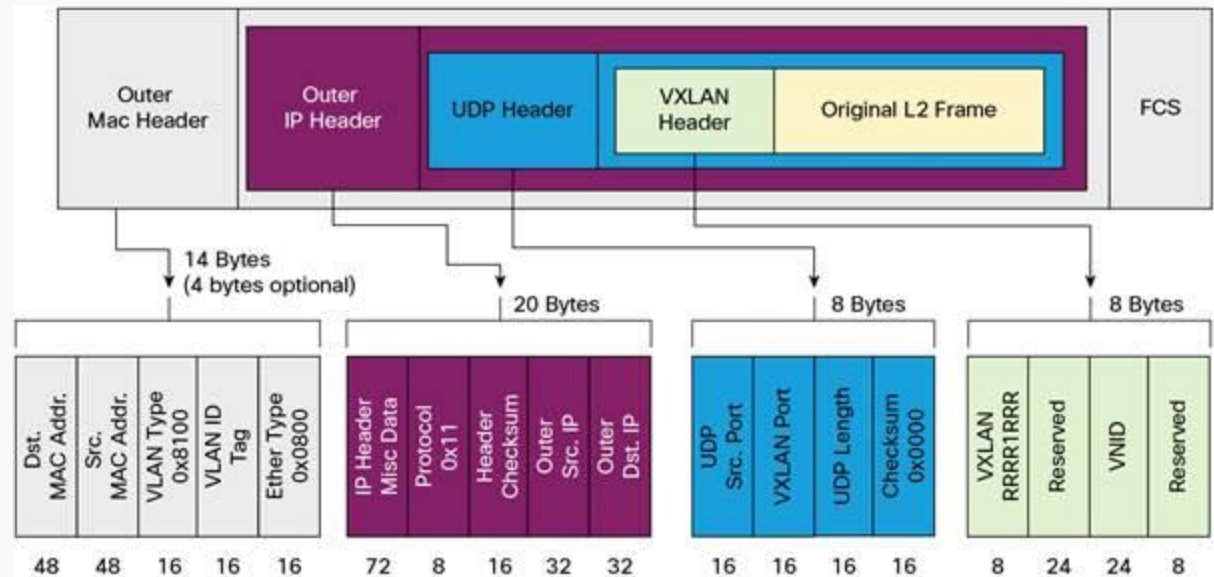 Outer
Mac Header
Outer
IP Header
UDP Header
VXLAN
Header
Original L2 Frame
FCS
14 Bytes
(4 bytes optional)
20 Bytes
8 Bytes
8 Bytes
Dst.
MAC Addr.
Src.
MAC Addr.
VLAN Type
0x8100
VLAN ID
Tag
Ether Type
0x0800
IP Header
Misc Data
Protocol
0x11
Header
Checksum
Outer
Src. IP
Outer
Dst. IP
UDP
Src. Port
VXLAN Port
UDP Length
Checksum
0x0000
VXLAN
RRRR1RRR
Reserved
VNID
Reserved
48 48 16 16 16 72 8 16 32 32 16 16 16 16 8 24 24 8